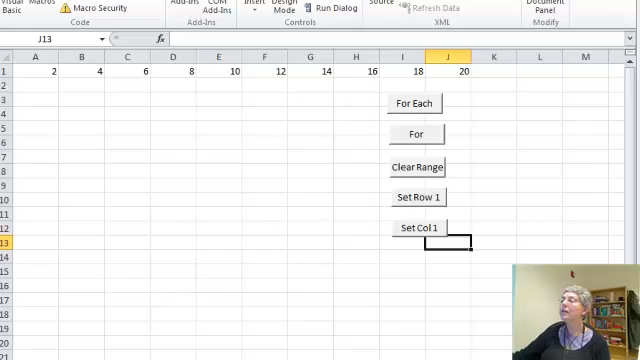 Visual Basic Macros Macro Security Add-Ins COM Add-Ins Insert Design Mode Run Dialog Source Refresh Data Document Panel
Code Add-Ins Controls XML Modify
J13 fx
A B C D E F G H I J K L M
1 2 4 6 8 10 12 14 16 18 20
2
3 For Each
4
5 For
6
7 Clear Range
8
9
10 Set Row 1
11
12 Set Col 1
13
14
15
16
17
18
19
20
21